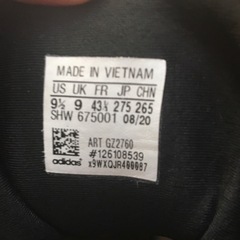 MADE IN VIETNAM
US UK FR JP CHN
9½ 9 43⅓ 275 265
SHW 675001 08/20
ART GZ2760
#126108539
adidas x9WXQJR400087